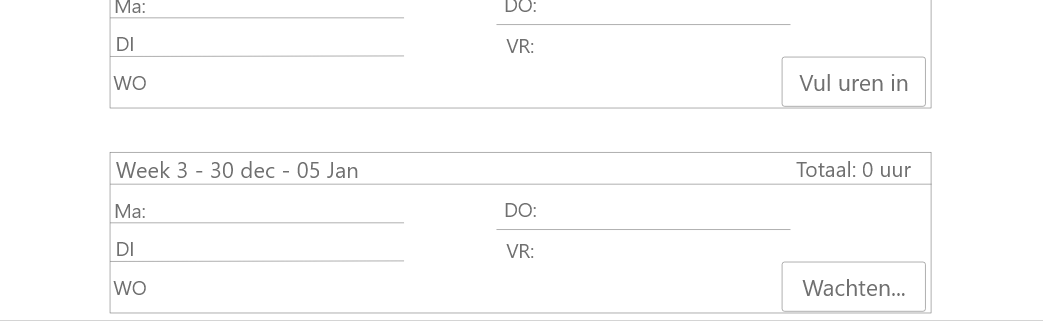 Ma:
DO:
DI
VR:
WO
Vul uren in
Week 3 - 30 dec - 05 Jan
Totaal: 0 uur
Ma:
DO:
DI
VR:
WO
Wachten...